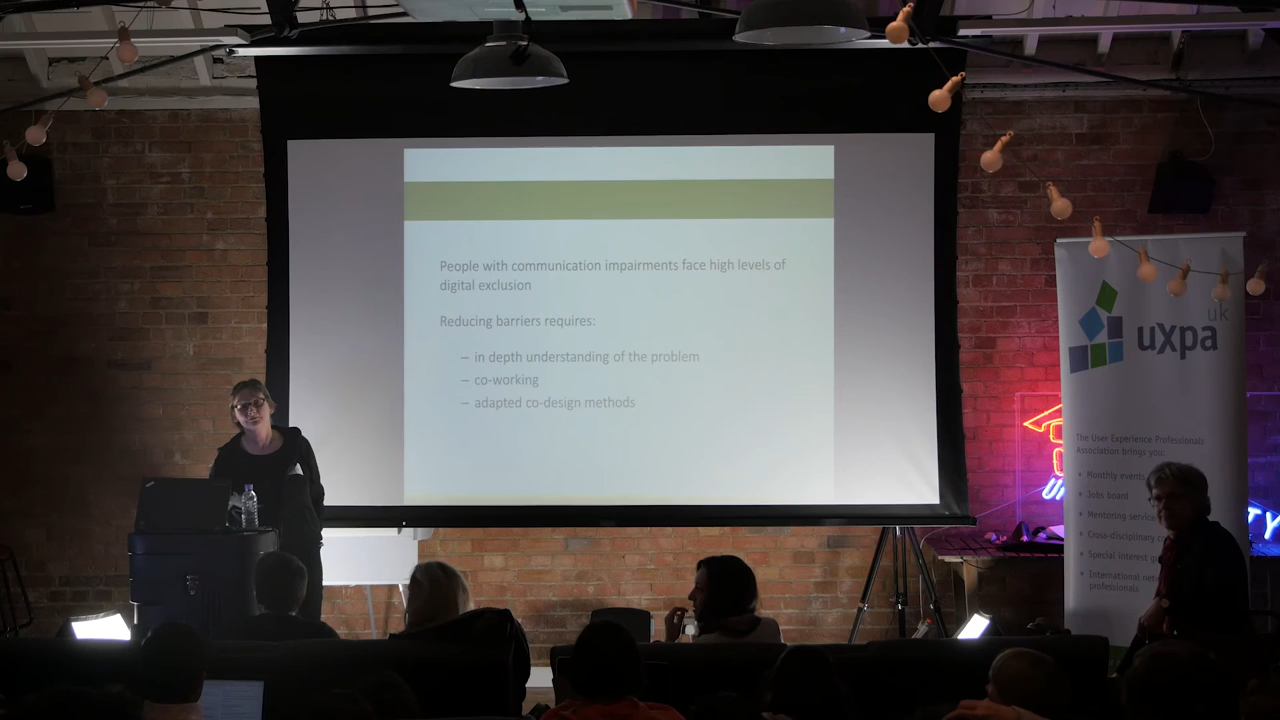 People with communication impairments face high levels of
digital exclusion
Reducing barriers requires:
– in depth understanding of the problem
– co-working
– adapted co-design methods
uk
uxpa
The User Experience Professionals
Association brings you:
• Monthly events
• Jobs board
• Mentoring service
• Cross-disciplinary
• Special interest
• International
professionals